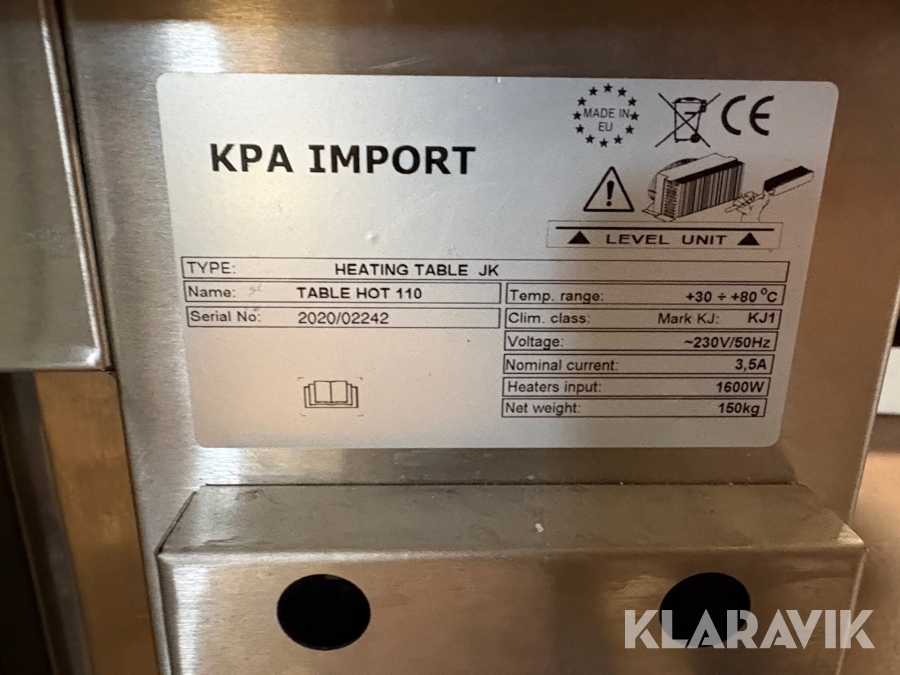 MADE IN
EU
CE
KPA IMPORT
LEVEL UNIT
TYPE: HEATING TABLE JK
Name: TABLE HOT 110
Serial No: 2020/02242
Temp. range: +30 ÷ +80 °C
Clim. class: Mark KJ: KJ1
Voltage: ~230V/50Hz
Nominal current: 3,5A
Heaters input: 1600W
Net weight: 150kg
KLARAVIK